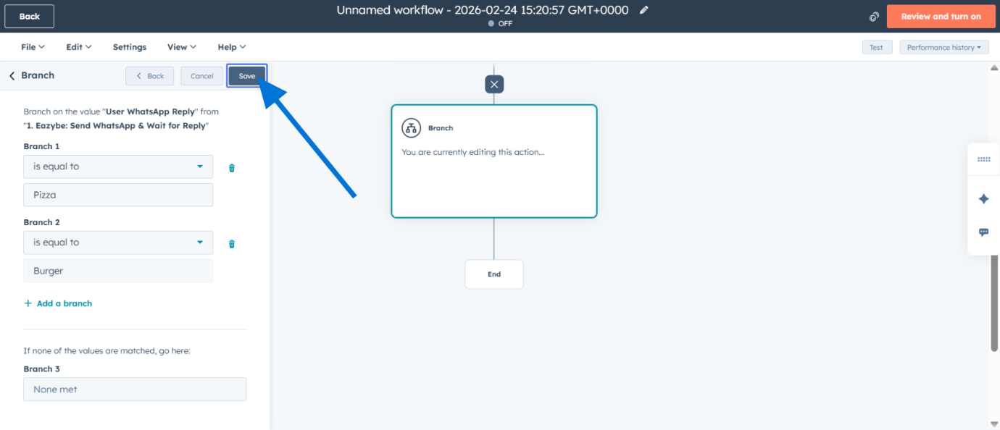 Back
Unnamed workflow - 2026-02-24 15:20:57 GMT+0000
OFF
Review and turn on
File
Edit
Settings
View
Help
Test
Performance history
Branch
Back
Cancel
Save
Branch on the value "User WhatsApp Reply" from
"1. Eazybe: Send WhatsApp & Wait for Reply"
Branch 1
is equal to
Pizza
Branch 2
is equal to
Burger
+ Add a branch
If none of the values are matched, go here:
Branch 3
None met
Branch
You are currently editing this action...
End